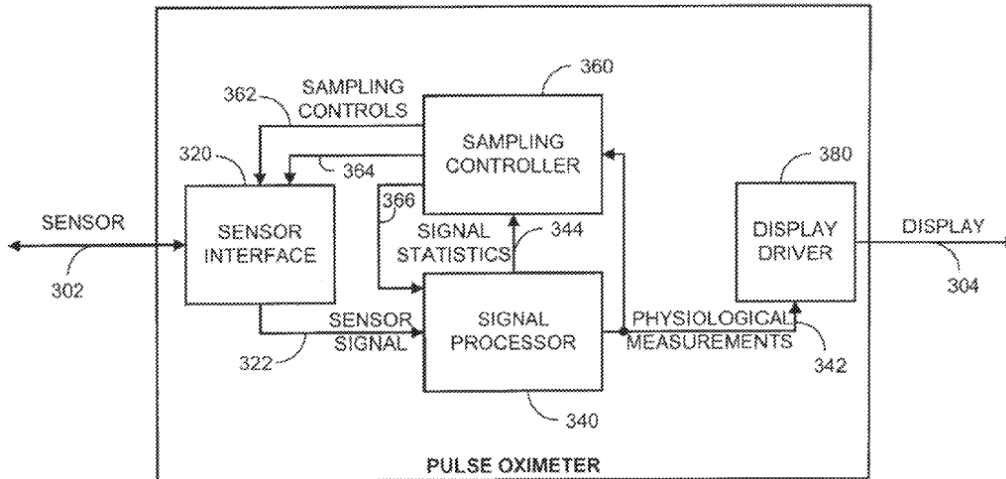 360
SAMPLING
CONTROLS
362
320
364
SAMPLING
CONTROLLER
380
366
SENSOR
302
SENSOR
INTERFACE
SIGNAL
STATISTICS
344
DISPLAY
DRIVER
DISPLAY
304
SENSOR
SIGNAL
322
SIGNAL
PROCESSOR
PHYSIOLOGICAL
MEASUREMENTS
342
340
PULSE OXIMETER